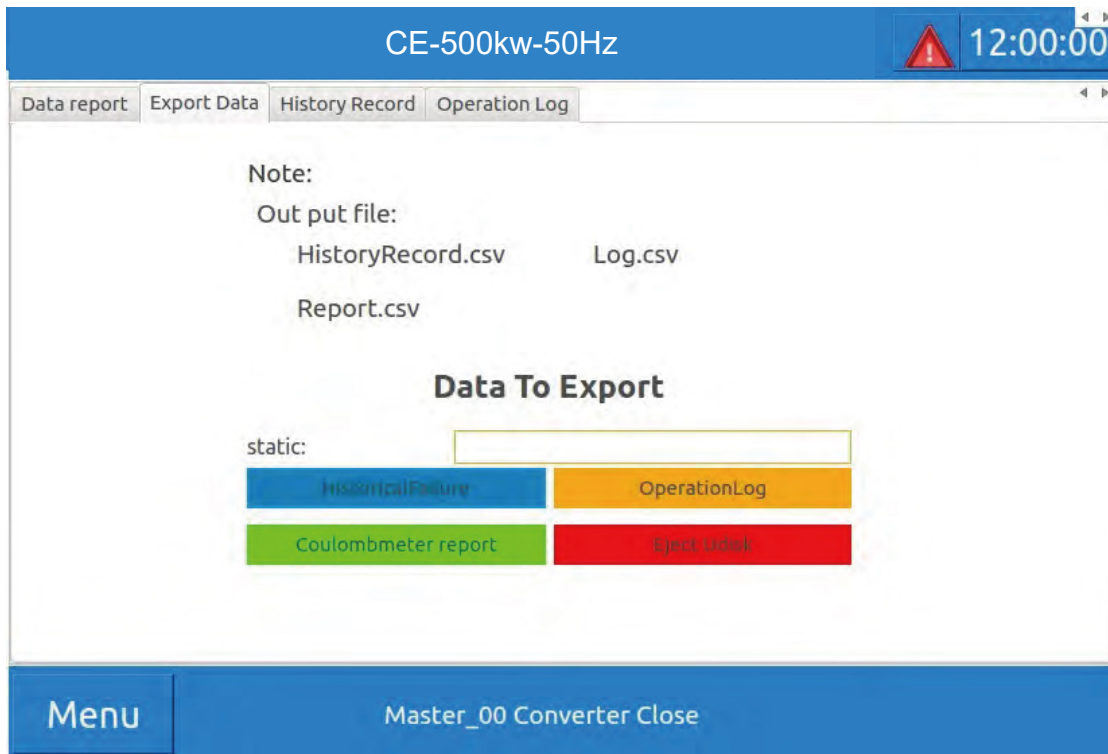 CE-500kw-50Hz
12:00:00
Data report Export Data History Record Operation Log
Note:
Out put file:
HistoryRecord.csv Log.csv
Report.csv
Data To Export
static:
HistoricalFailure OperationLog
Coulombmeter report Eject Udisk
Menu Master_00 Converter Close